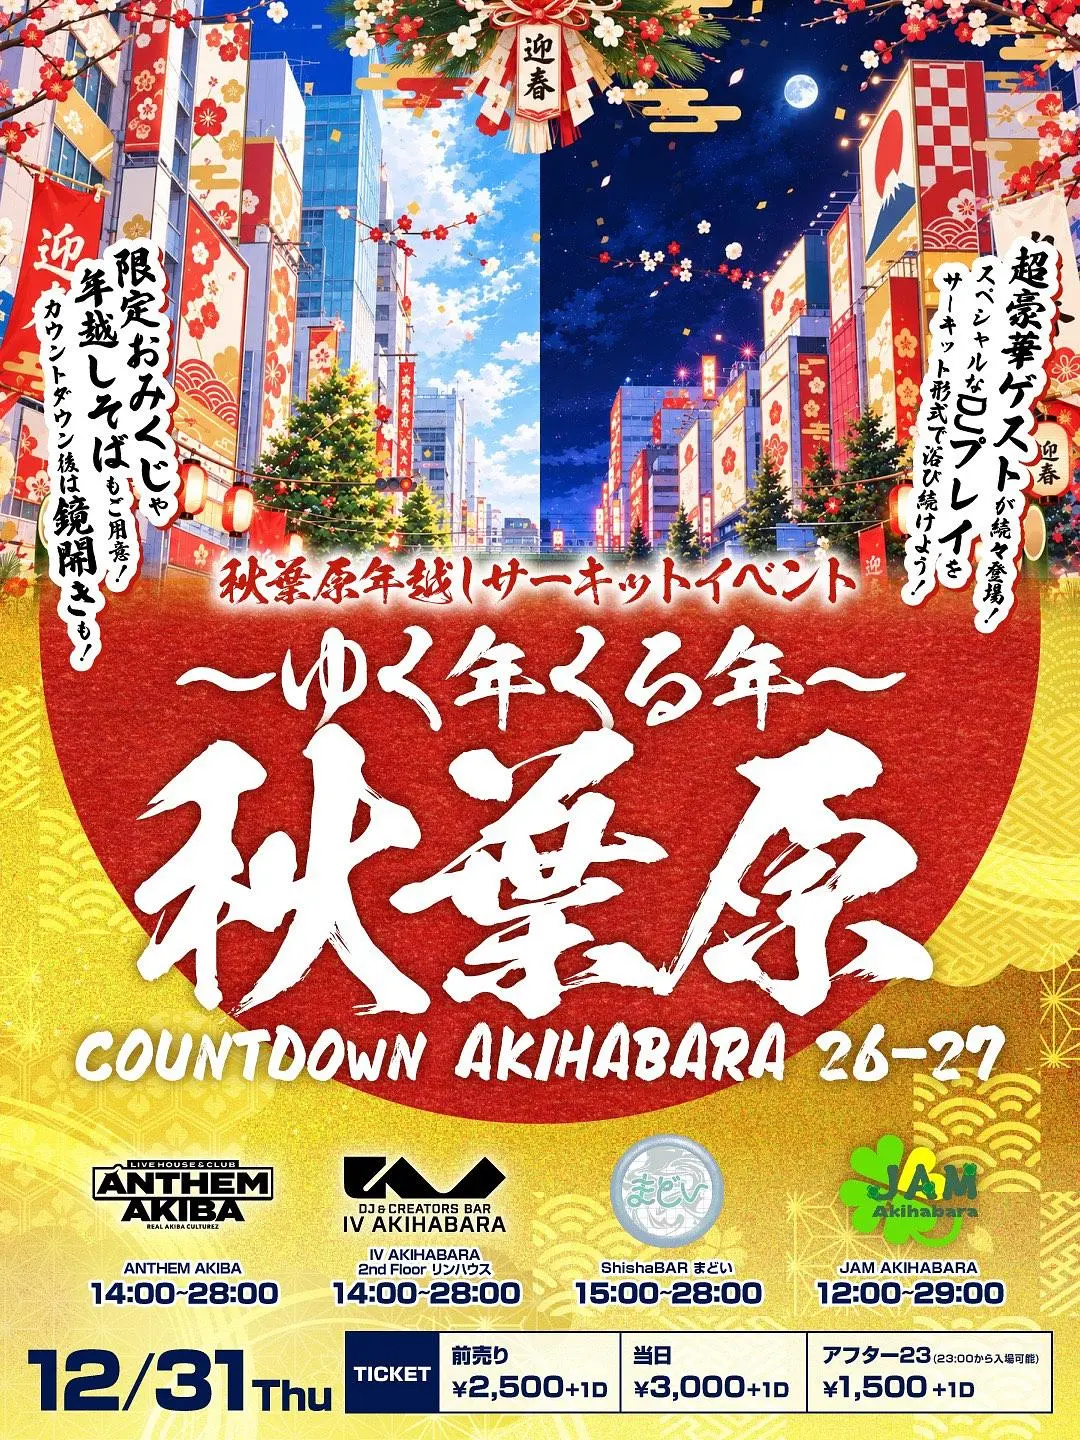 迎春
迎
迎春
迎
限定おみくじや
年越しそばもご用意！
カウントダウン後は鏡開きも！
超豪華ゲストが続々登場！
スペシャルなDJプレイを
サーキット形式で浴び続けよう！
秋葉原年越しサーキットイベント
～ゆく年くる年～
秋葉原
COUNTDOWN AKIHABARA 26-27
LIVE HOUSE & CLUB
ANTHEM
AKIBA
REAL AKIBA CULTUREZ
ANTHEM AKIBA
14:00~28:00
IV
DJ & CREATORS BAR
IV AKIHABARA
IV AKIHABARA
2nd Floor リンハウス
14:00~28:00
まどい
ShishaBAR まどい
15:00~28:00
JAM
Akihabara
JAM AKIHABARA
12:00~29:00
12/31 Thu
TICKET
前売り
¥2,500+1D
当日
¥3,000+1D
アフター23 (23:00から入場可能)
¥1,500+1D